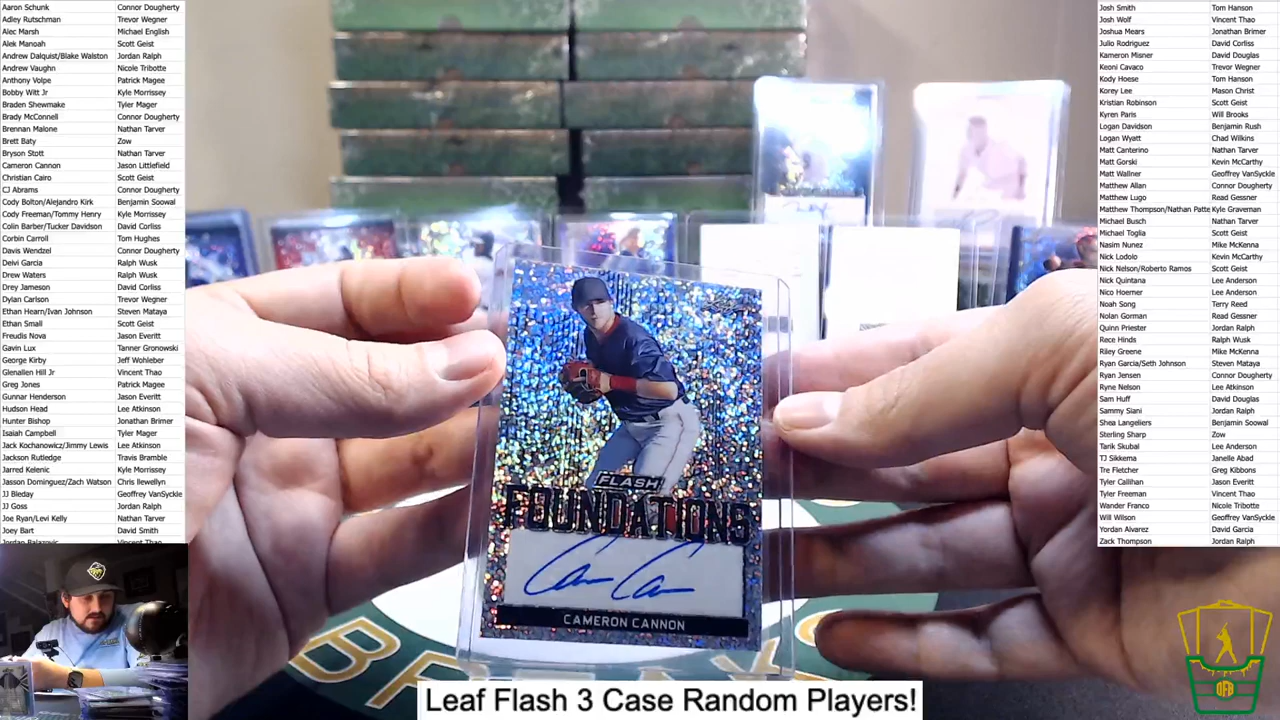 Aaron Schunk Connor Dougherty
Adley Rutschman Trevor Wegner
Alec Marsh Michael English
Alek Manoah Scott Geist
Andrew Dalquist/Blake Walston Jordan Ralph
Andrew Vaughn Nicole Tribotte
Anthony Volpe Patrick Magee
Bobby Witt Jr Kyle Morrissey
Braden Shewmake Tyler Mager
Brady McConnell Connor Dougherty
Brennan Malone Nathan Tarver
Brett Baty Zow
Bryson Stott Nathan Tarver
Cameron Cannon Jason Littlefield
Christian Cairo Scott Geist
CJ Abrams Connor Dougherty
Cody Bolton/Alejandro Kirk Benjamin Soowal
Cody Freeman/Tommy Henry Kyle Morrissey
Colin Barber/Tucker Davidson David Corliss
Corbin Carroll Tom Hughes
Davis Wendzel Connor Dougherty
Deivi Garcia Ralph Wusk
Drew Waters Ralph Wusk
Drey Jameson David Corliss
Dylan Carlson Trevor Wegner
Ethan Hearn/Ivan Johnson Steven Mataya
Ethan Small Scott Geist
Freudis Nova Jason Everitt
Gavin Lux Tanner Gronowski
George Kirby Jeff Wohleber
Glenallen Hill Jr Vincent Thao
Greg Jones Patrick Magee
Gunnar Henderson Jason Everitt
Hudson Head Lee Atkinson
Hunter Bishop Jonathan Brimer
Isaiah Campbell Tyler Mager
Jack Kochanowicz/Jimmy Lewis Lee Atkinson
Jackson Rutledge Travis Bramble
Jarred Kelenic Kyle Morrissey
Jasson Dominguez/Zach Watson Chris llewellyn
JJ Bleday Geoffrey VanSyckle
JJ Goss Jordan Ralph
Joe Ryan/Levi Kelly Nathan Tarver
Joey Bart David Smith
Jordan Balazovic Vincent Thao
FLASH
FOUNDATIONS
CAMERON CANNON
Leaf Flash 3 Case Random Players!
Josh Smith Tom Hanson
Josh Wolf Vincent Thao
Joshua Mears Jonathan Brimer
Julio Rodriguez David Corliss
Kameron Misner David Douglas
Keoni Cavaco Trevor Wegner
Kody Hoese Tom Hanson
Korey Lee Mason Christ
Kristian Robinson Scott Geist
Kyren Paris Will Brooks
Logan Davidson Benjamin Rush
Logan Wyatt Chad Wilkins
Matt Canterino Nathan Tarver
Matt Gorski Kevin McCarthy
Matt Wallner Geoffrey VanSyckle
Matthew Allan Connor Dougherty
Matthew Lugo Read Gessner
Matthew Thompson/Nathan Patte Kyle Graveman
Michael Busch Nathan Tarver
Michael Toglia Scott Geist
Nasim Nunez Mike McKenna
Nick Lodolo Kevin McCarthy
Nick Nelson/Roberto Ramos Scott Geist
Nick Quintana Lee Anderson
Nico Hoerner Lee Anderson
Noah Song Terry Reed
Nolan Gorman Read Gessner
Quinn Priester Jordan Ralph
Rece Hinds Ralph Wusk
Riley Greene Mike McKenna
Ryan Garcia/Seth Johnson Steven Mataya
Ryan Jensen Connor Dougherty
Ryne Nelson Lee Atkinson
Sam Huff David Douglas
Sammy Siani Jordan Ralph
Shea Langeliers Benjamin Soowal
Sterling Sharp Zow
Tarik Skubal Lee Anderson
TJ Sikkema Janelle Abad
Tre Fletcher Greg Kibbons
Tyler Callihan Jason Everitt
Tyler Freeman Vincent Thao
Wander Franco Nicole Tribotte
Will Wilson Geoffrey VanSyckle
Yordan Alvarez David Garcia
Zack Thompson Jordan Ralph
OFB